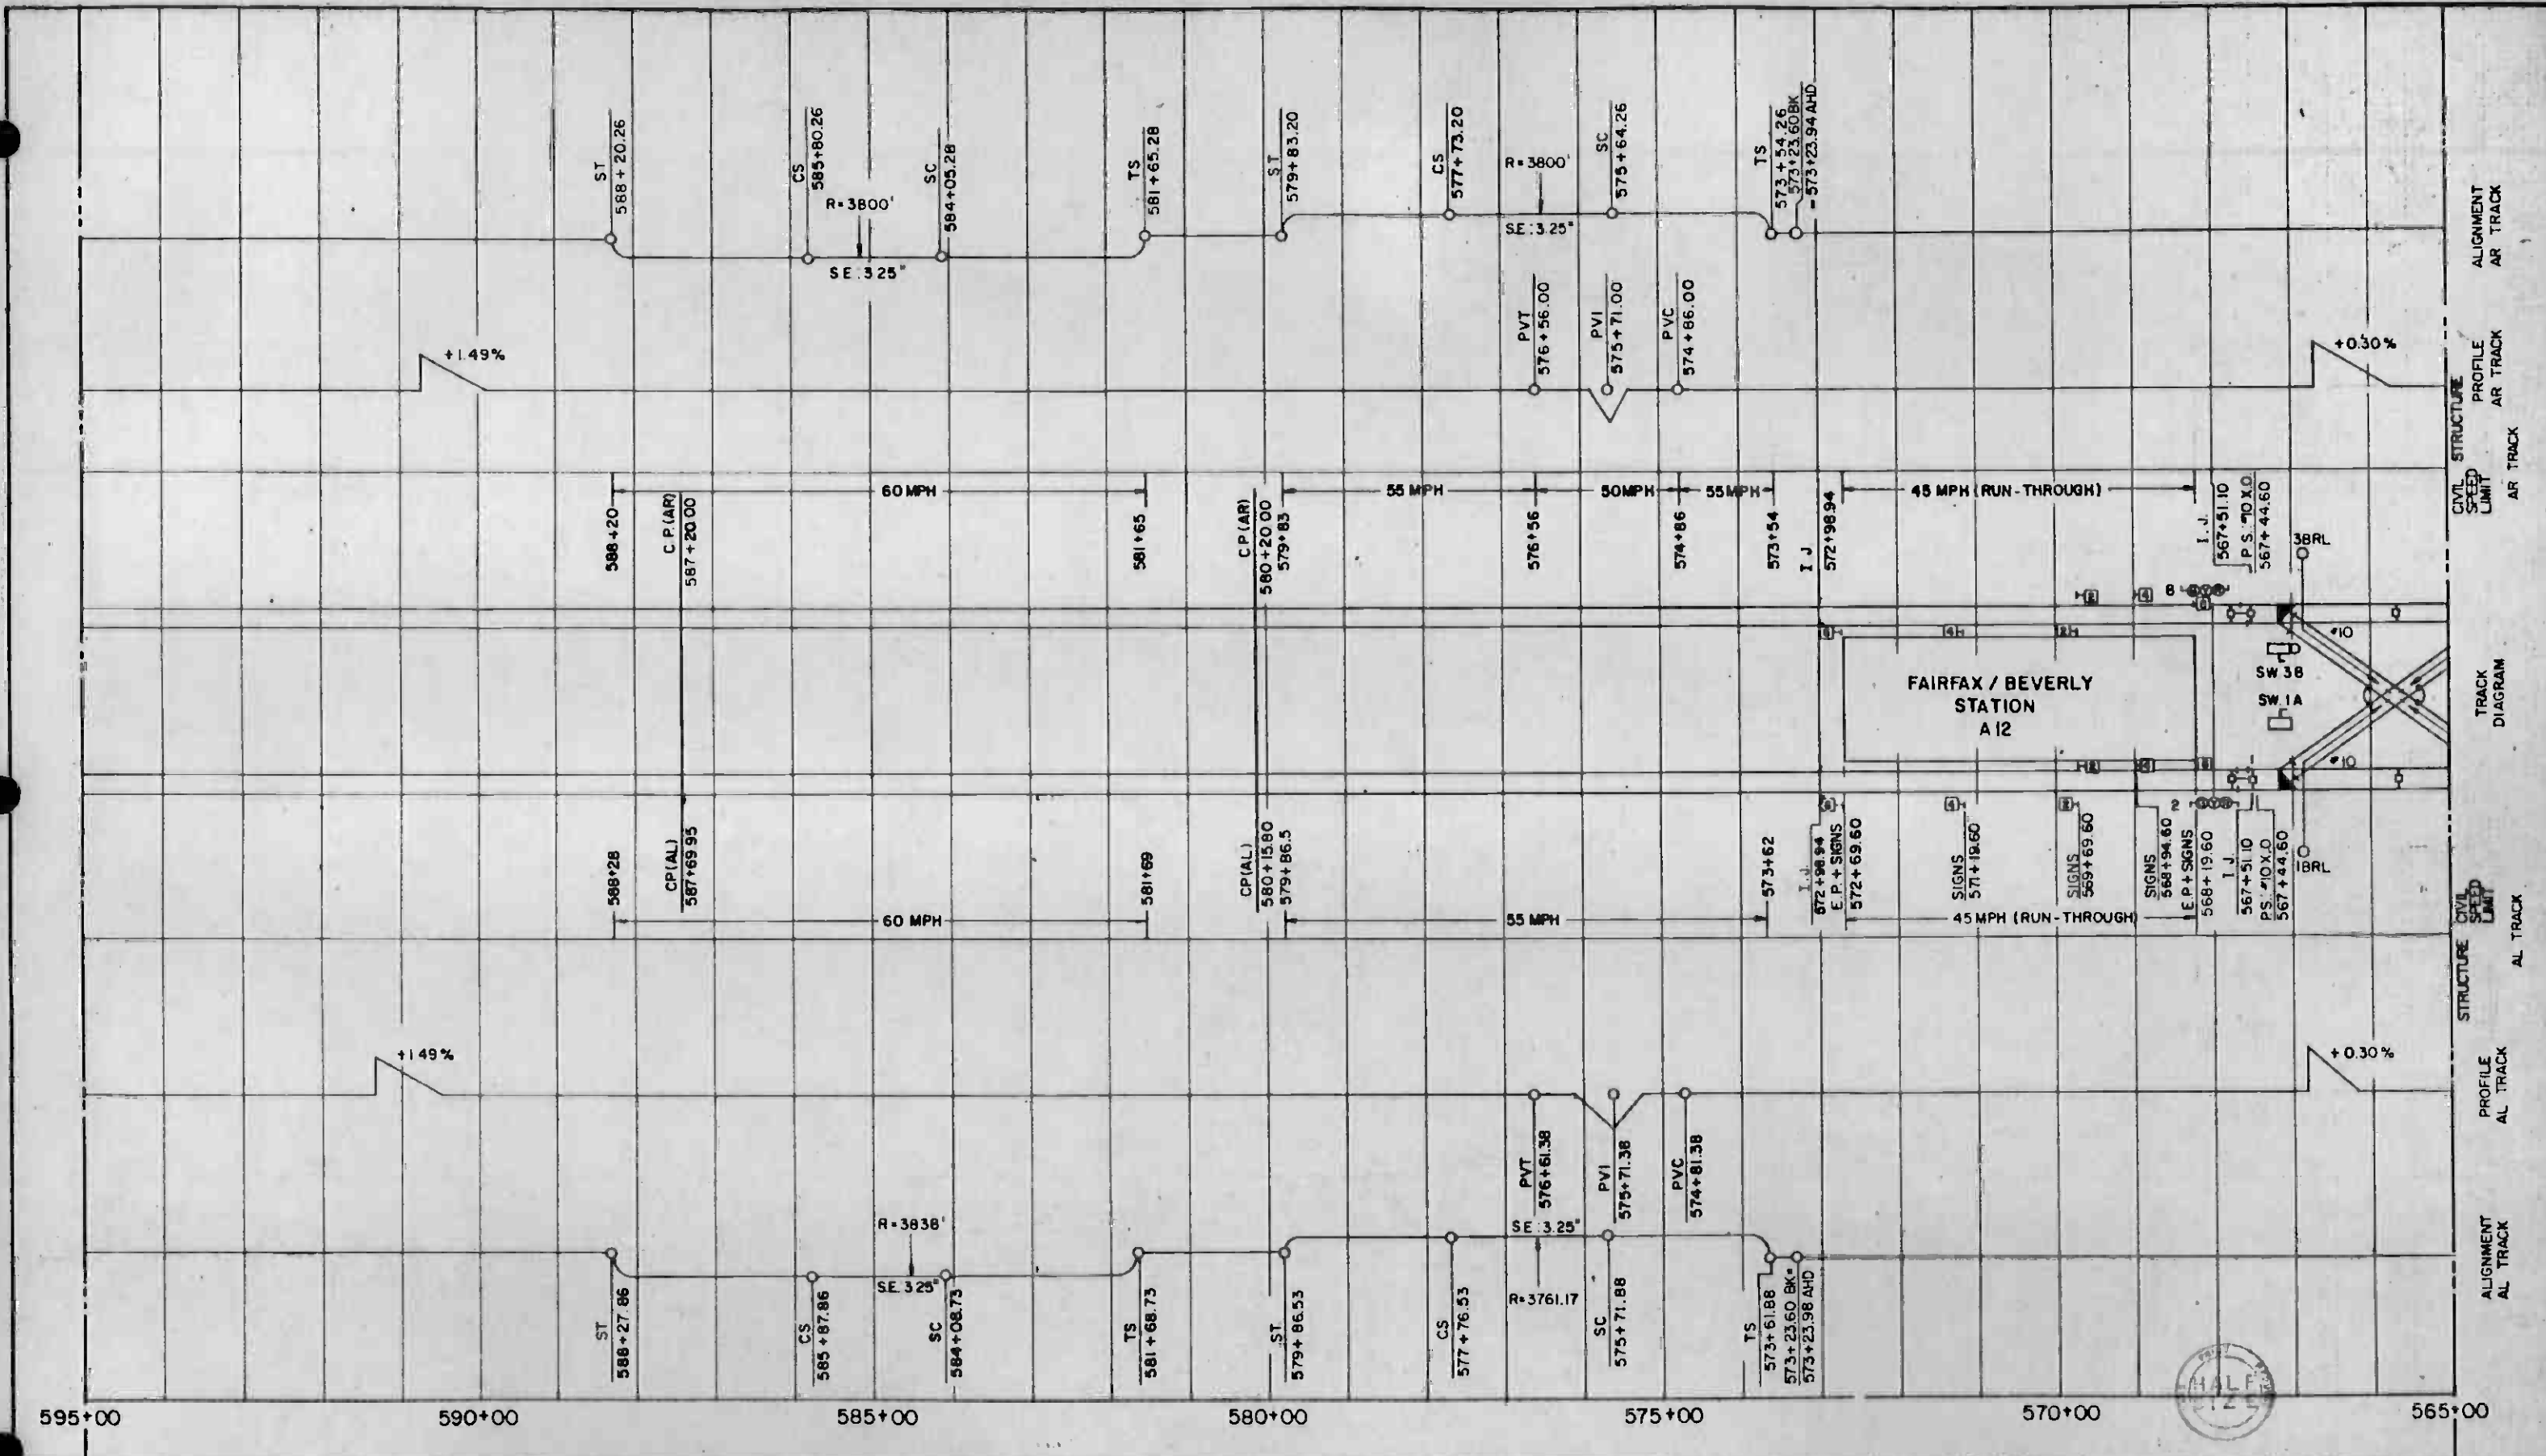 ST
588+20.26
CS
585+80.26
R=3800'
S E :3.25"
SC
584+05.28
TS
581+65.28
ST
579+83.20
CS
577+73.20
R=3800'
S.E.:3.25"
SC
575+64.26
TS
573+54.26
573+23.60BK
=573+23.94 AHD
ALIGNMENT
AR TRACK
+1.49%
PVT
576+56.00
PVI
575+71.00
PVC
574+86.00
+0.30%
PROFILE
AR TRACK
STRUCTURE
CIVIL
SPEED
LIMIT
AR TRACK
60 MPH
55 MPH
50MPH
55MPH
45 MPH (RUN-THROUGH)
588+20
C.P.(AR)
587+20.00
581+65
CP(AR)
580+20.00
579+83
576+56
574+86
573+54
I J
572+98.94
I. J.
567+51.10
P S.:#10 X.O.
567+44.60
3BRL
2
4
8
6
6
4
2
#10
FAIRFAX / BEVERLY
STATION
A 12
SW 3B
SW 1A
TRACK
DIAGRAM
#10
2
4
6
6
4
2
2
588+28
CP(AL)
587+69.95
581+69
CP(AL)
580+15.80
579+86.5
573+62
I.J.
572+98.94
E.P.+ SIGNS
572+69.60
SIGNS
571+19.60
SIGNS
569+69.60
SIGNS
568+94.60
E.P.+ SIGNS
568+19.60
I J.
567+51.10
P.S.:#10 X.O
567+44.60
1BRL
60 MPH
55 MPH
45 MPH (RUN-THROUGH)
CIVIL
SPEED
LIMIT
AL TRACK
STRUCTURE
+1 49%
+0.30%
PROFILE
AL TRACK
PVT
576+61.38
PVI
575+71.38
PVC
574+81.38
R=3838'
S.E. 3.25"
SE:3.25"
R=3761.17
ST
588+27.86
CS
585+87.86
SC
584+08.73
TS
581+68.73
ST
579+86.53
CS
577+76.53
SC
575+71.88
TS
573+61.88
573+23.60 BK=
573+23.98 AHD
ALIGNMENT
AL TRACK
HALF
SIZE
595+00
590+00
585+00
580+00
575+00
570+00
565+00